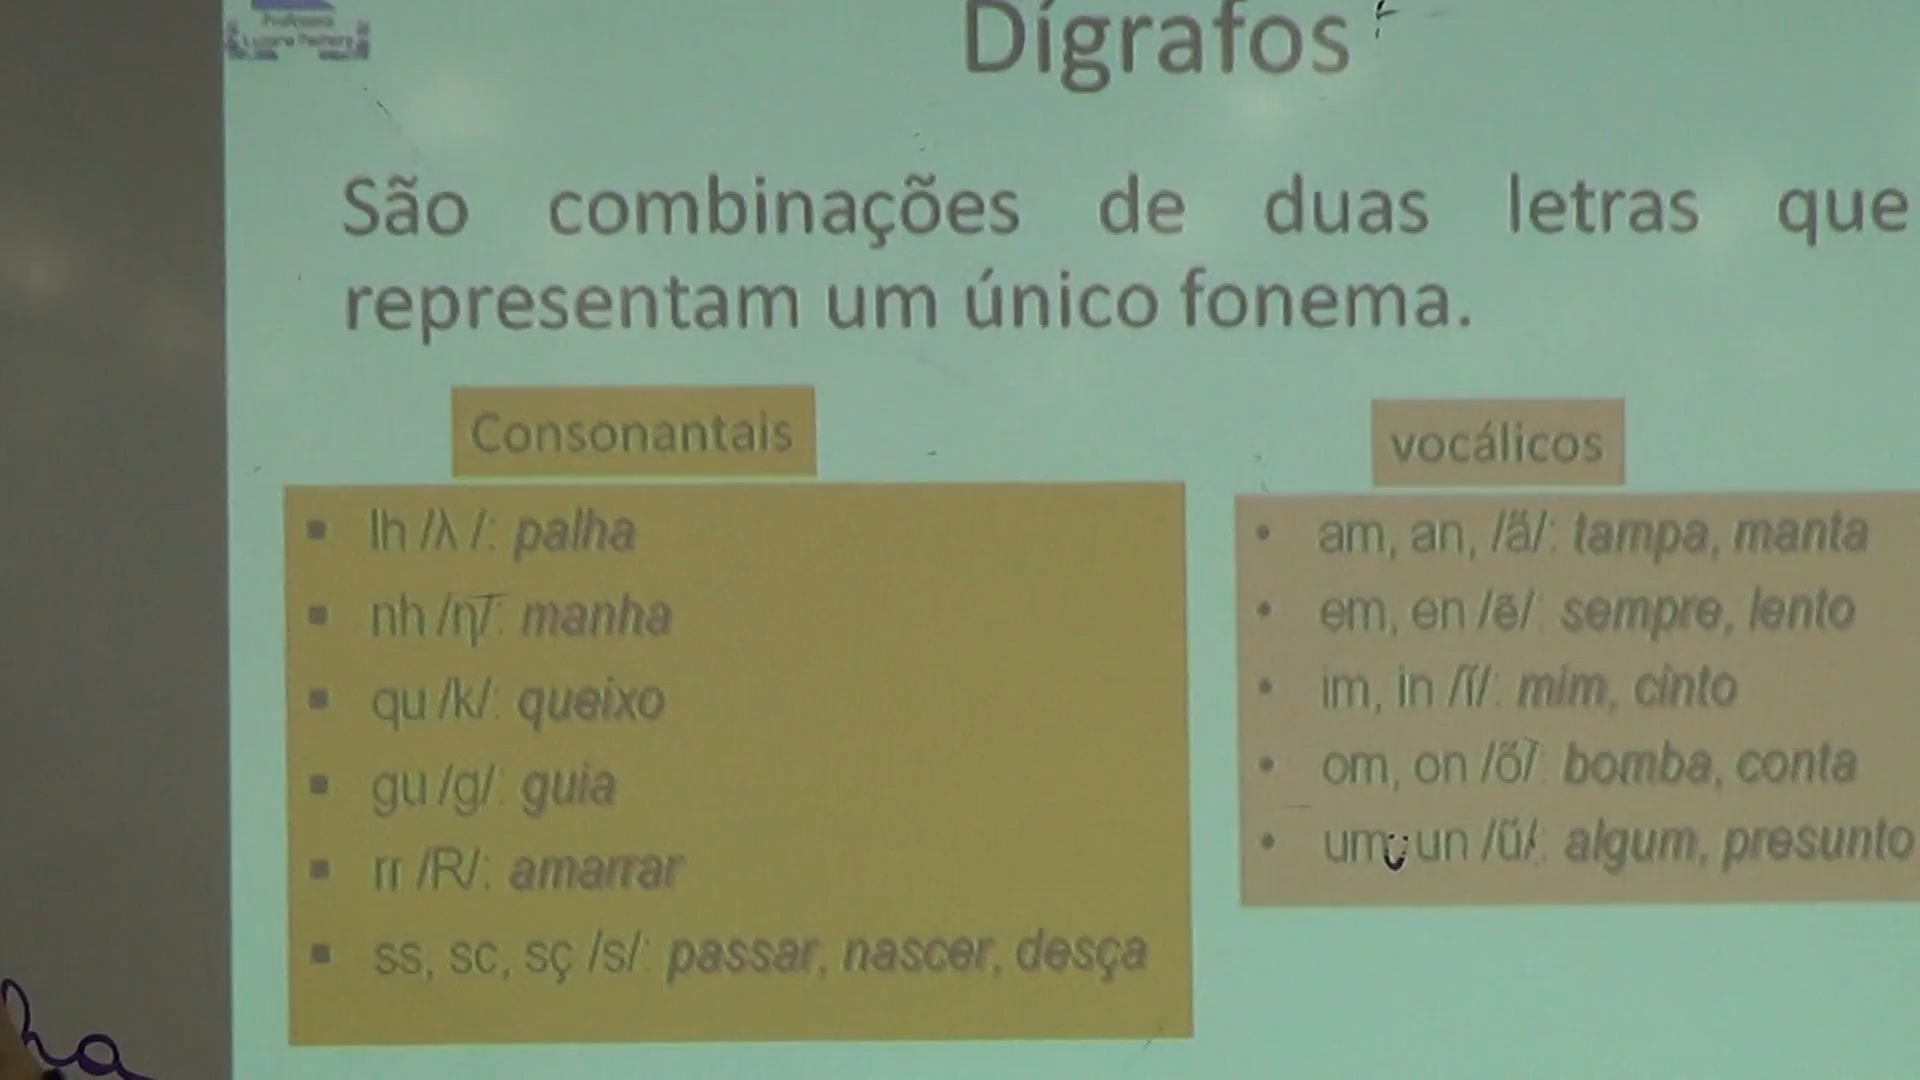 Professora
Dígrafos
São combinações de duas letras que
representam um único fonema.
Consonantais
lh /λ /: palha
nh /η/: manha
qu /k/: queixo
gu /g/: guia
rr /R/: amarrar
ss, sc, sç /s/: passar, nascer, desça
vocálicos
am, an, /ã/: tampa, manta
em, en /ẽ/: sempre, lento
im, in /ĩ/: mim, cinto
om, on /õ/: bomba, conta
um, un /ũ/: algum, presunto
ha